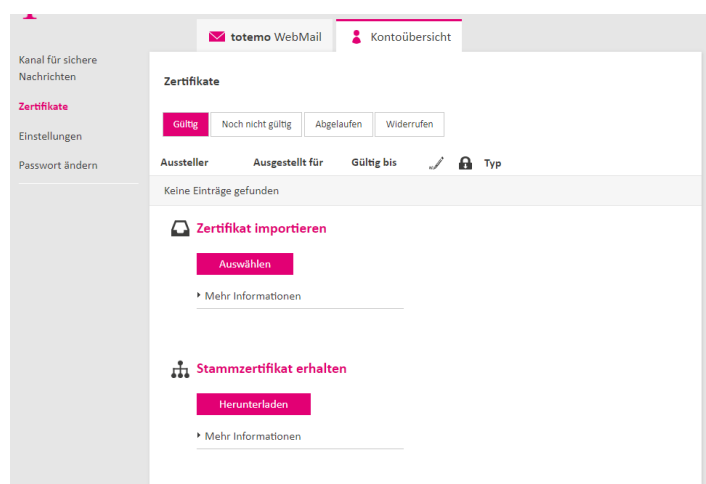 totemo WebMail
Kontoübersicht
Kanal für sichere
Nachrichten
Zertifikate
Einstellungen
Passwort ändern
Zertifikate
Gültig
Noch nicht gültig
Abgelaufen
Widerrufen
Aussteller
Ausgestellt für
Gültig bis
Typ
Keine Einträge gefunden
Zertifikat importieren
Auswählen
Mehr Informationen
Stammzertifikat erhalten
Herunterladen
Mehr Informationen